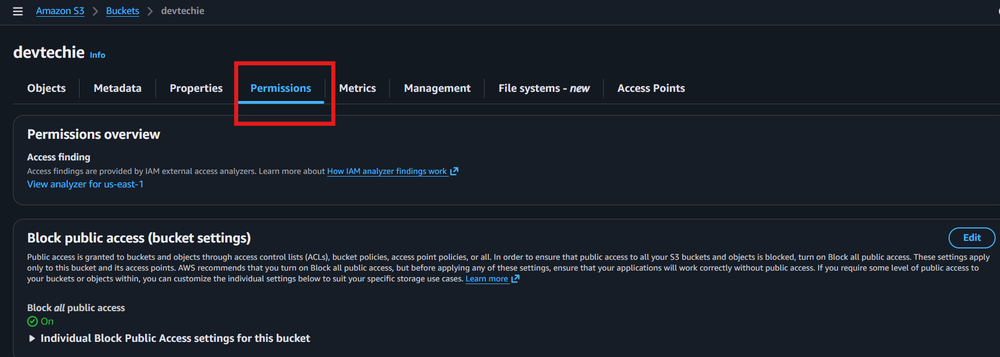 Amazon S3 > Buckets > devtechie
devtechie Info
Objects Metadata Properties Permissions Metrics Management File systems - new Access Points
Permissions overview
Access finding
Access findings are provided by IAM external access analyzers. Learn more about How IAM analyzer findings work
View analyzer for us-east-1
Block public access (bucket settings)
Edit
Public access is granted to buckets and objects through access control lists (ACLs), bucket policies, access point policies, or all. In order to ensure that public access to all your S3 buckets and objects is blocked, turn on Block all public access. These settings apply
only to this bucket and its access points. AWS recommends that you turn on Block all public access, but before applying any of these settings, ensure that your applications will work correctly without public access. If you require some level of public access to
your buckets or objects within, you can customize the individual settings below to suit your specific storage use cases. Learn more
Block all public access
On
Individual Block Public Access settings for this bucket